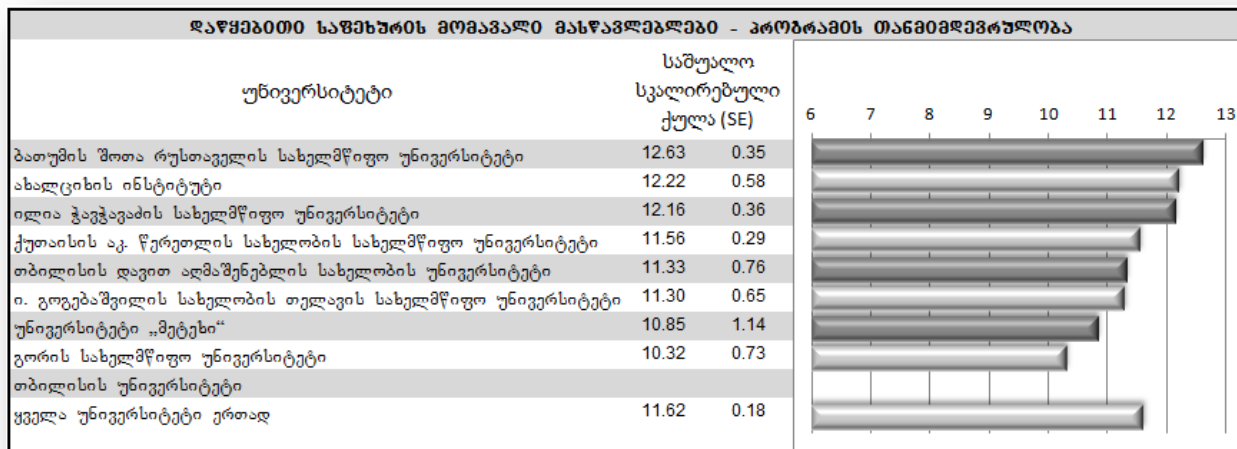 ᲓᲐᲬᲧᲔᲑᲘᲗᲘ ᲡᲐᲤᲔᲮᲣᲠᲘᲡ ᲛᲝᲛᲐᲕᲐᲚᲘ ᲛᲐᲡᲬᲐᲕᲚᲔᲑᲚᲔᲑᲘ - ᲞᲠᲝᲒᲠᲐᲛᲘᲡ ᲗᲐᲜᲛᲘᲛᲓᲔᲕᲠᲣᲚᲝᲑᲐ
უნივერსიტეტი
საშუალო
სკალირებული
ქულა (SE)
6 7 8 9 10 11 12 13
ბათუმის შოთა რუსთაველის სახელმწიფო უნივერსიტეტი 12.63 0.35
ახალციხის ინსტიტუტი 12.22 0.58
ილია ჭავჭავაძის სახელმწიფო უნივერსიტეტი 12.16 0.36
ქუთაისის აკ. წერეთლის სახელობის სახელმწიფო უნივერსიტეტი 11.56 0.29
თბილისის დავით აღმაშენებლის სახელობის უნივერსიტეტი 11.33 0.76
ი. გოგებაშვილის სახელობის თელავის სახელმწიფო უნივერსიტეტი 11.30 0.65
უნივერსიტეტი „მეტეხი“ 10.85 1.14
გორის სახელმწიფო უნივერსიტეტი 10.32 0.73
თბილისის უნივერსიტეტი
ყველა უნივერსიტეტი ერთად 11.62 0.18